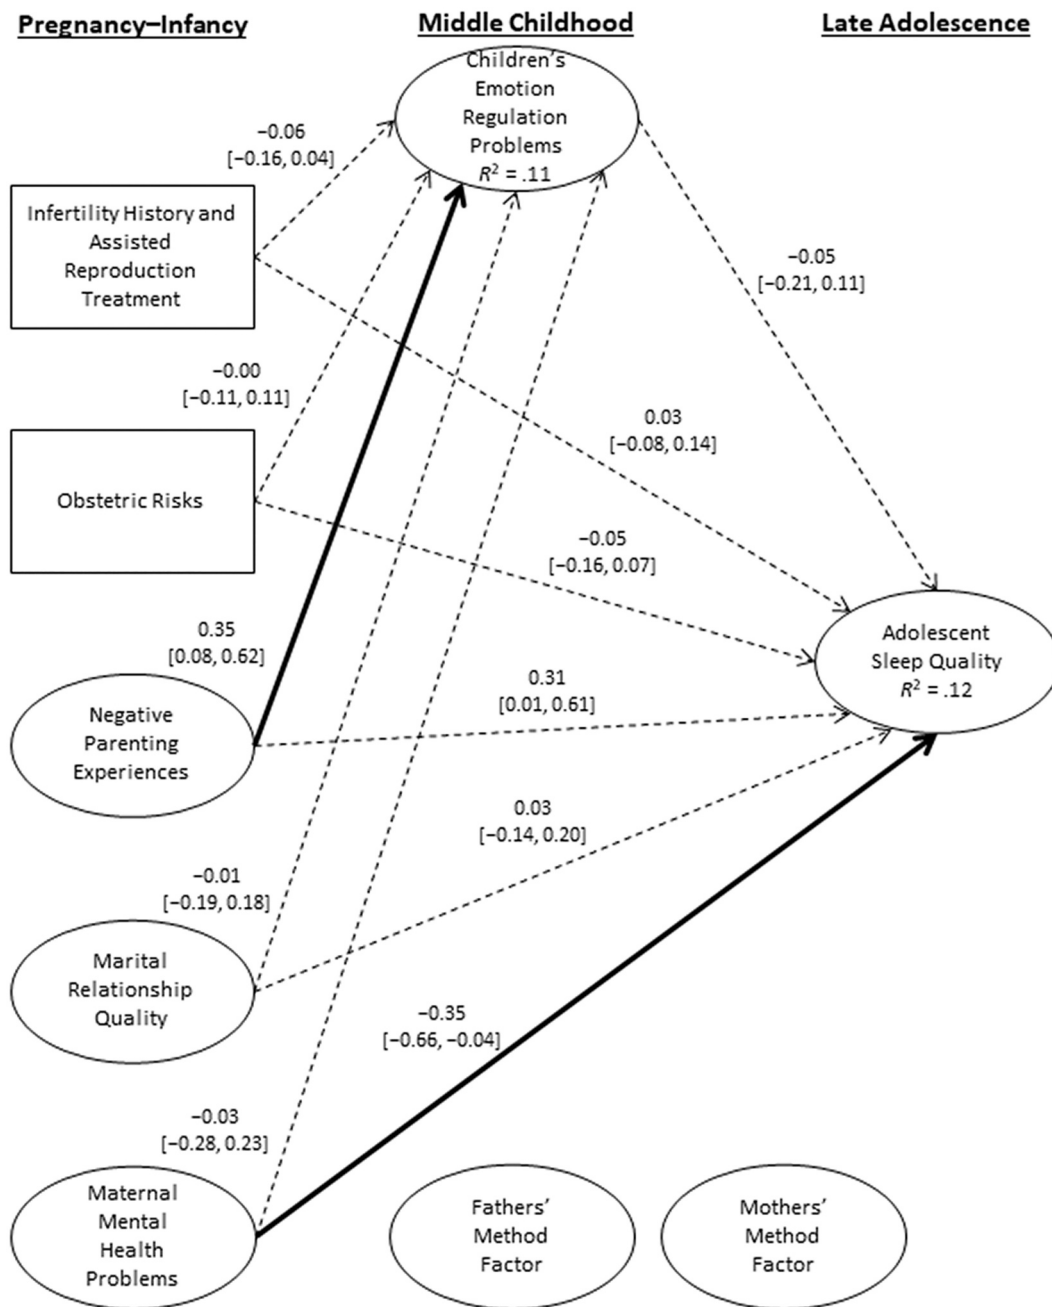 Pregnancy–Infancy
Middle Childhood
Late Adolescence
Children’s
Emotion
Regulation
Problems
R² = .11
−0.06
[−0.16, 0.04]
Infertility History and
Assisted
Reproduction
Treatment
−0.05
[−0.21, 0.11]
−0.00
[−0.11, 0.11]
0.03
[−0.08, 0.14]
Obstetric Risks
−0.05
[−0.16, 0.07]
0.35
[0.08, 0.62]
Adolescent
Sleep Quality
R² = .12
0.31
[0.01, 0.61]
Negative
Parenting
Experiences
0.03
[−0.14, 0.20]
−0.01
[−0.19, 0.18]
Marital
Relationship
Quality
−0.35
[−0.66, −0.04]
−0.03
[−0.28, 0.23]
Maternal
Mental
Health
Problems
Fathers’
Method
Factor
Mothers’
Method
Factor